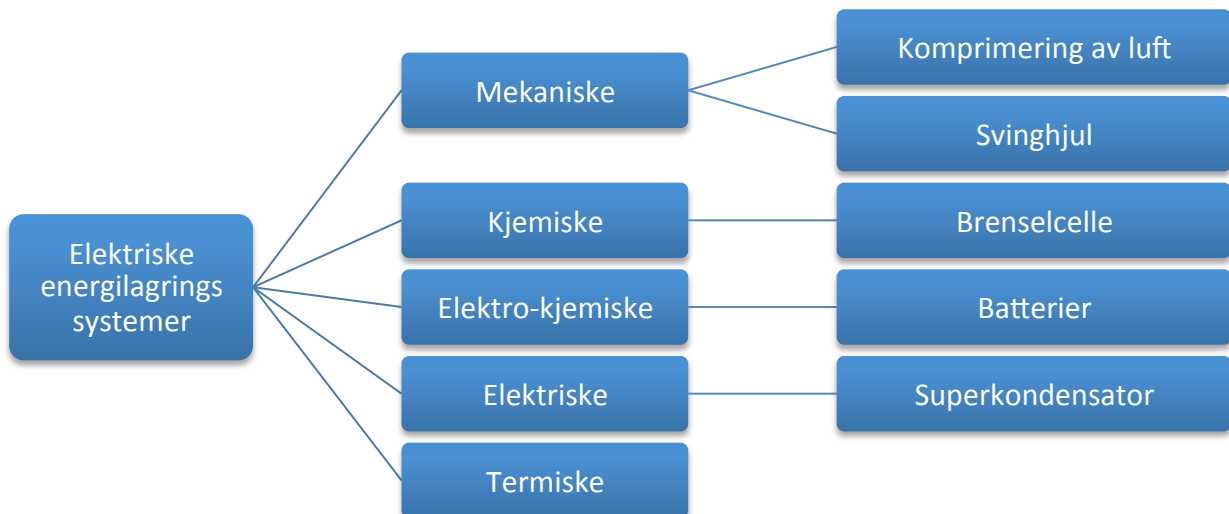 Elektriske
energilagrings
systemer
Mekaniske
Komprimering av luft
Svinghjul
Kjemiske
Brenselcelle
Elektro-kjemiske
Batterier
Elektriske
Superkondensator
Termiske